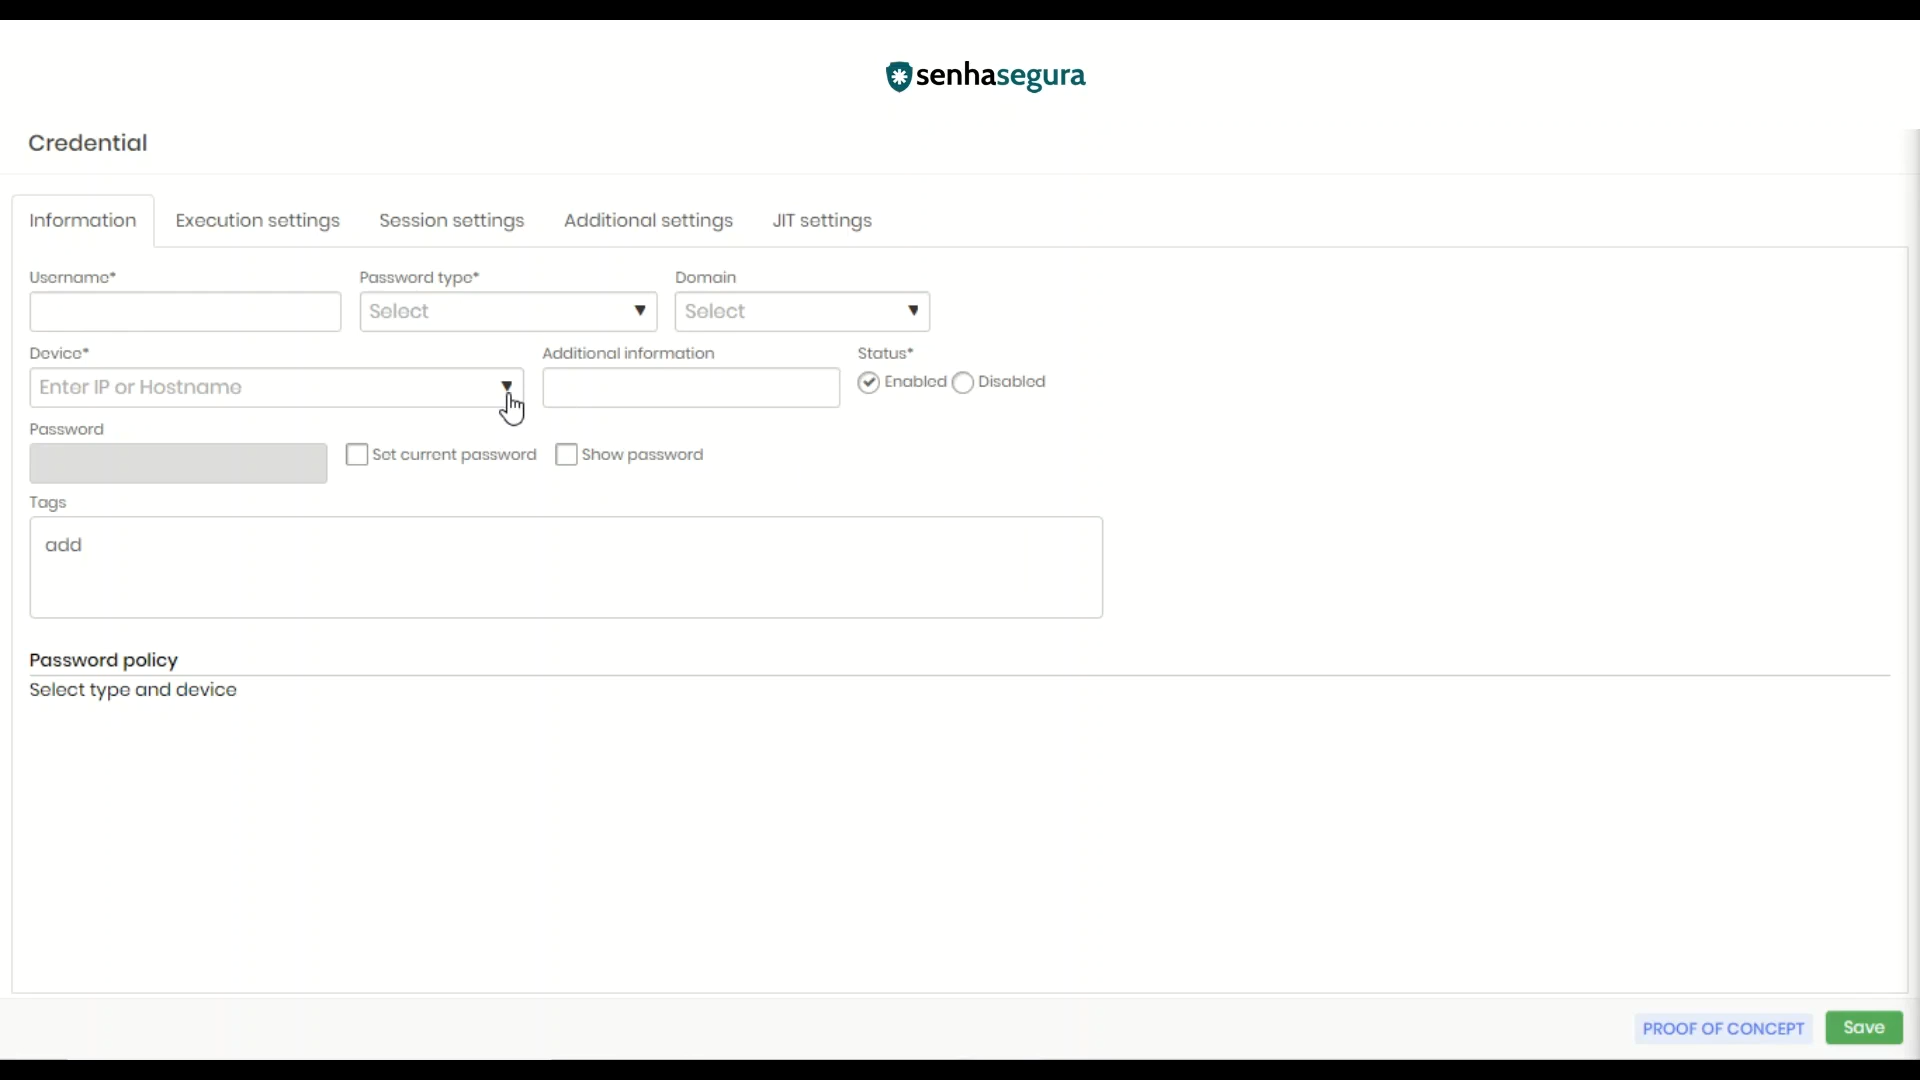 senhasegura
Credential
Information Execution settings Session settings Additional settings JIT settings
Username* Password type* Domain
Select Select
Device* Additional information Status*
Enter IP or Hostname Enabled Disabled
Password
Set current password Show password
Tags
add
Password policy
Select type and device
PROOF OF CONCEPT Save